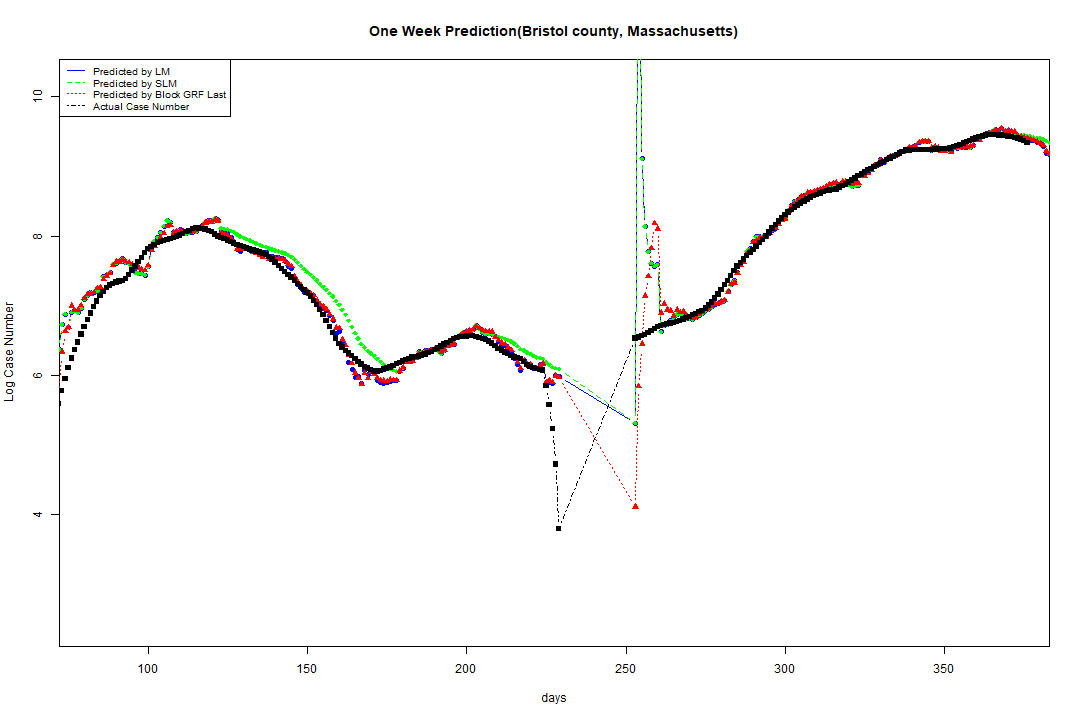 One Week Prediction(Bristol county, Massachusetts)
Predicted by LM
Predicted by SLM
Predicted by Block GRF Last
Actual Case Number
Log Case Number
10
8
6
4
100 150 200 250 300 350
days